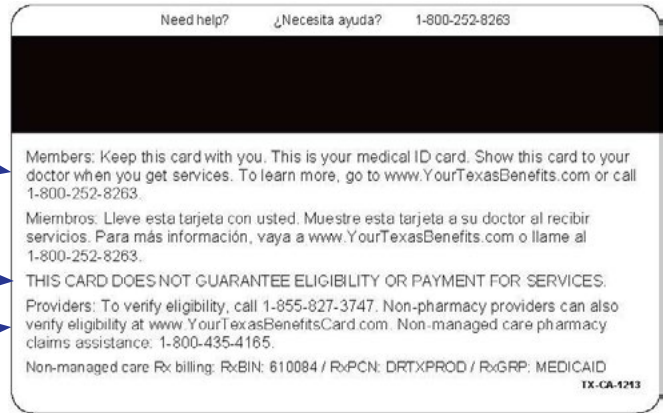 Need help? ¿Necesita ayuda? 1-800-252-8263
Members: Keep this card with you. This is your medical ID card. Show this card to your
doctor when you get services. To learn more, go to www.YourTexasBenefits.com or call
1-800-252-8263.
Miembros: Lleve esta tarjeta con usted. Muestre esta tarjeta a su doctor al recibir
servicios. Para más información, vaya a www.YourTexasBenefits.com o llame al
1-800-252-8263.
THIS CARD DOES NOT GUARANTEE ELIGIBILITY OR PAYMENT FOR SERVICES.
Providers: To verify eligibility, call 1-855-827-3747. Non-pharmacy providers can also
verify eligibility at www.YourTexasBenefitsCard.com. Non-managed care pharmacy
claims assistance: 1-800-435-4165.
Non-managed care Rx billing: RxBIN: 610084 / RxPCN: DRTXPROD / RxGRP: MEDICAID
TX-CA-1213